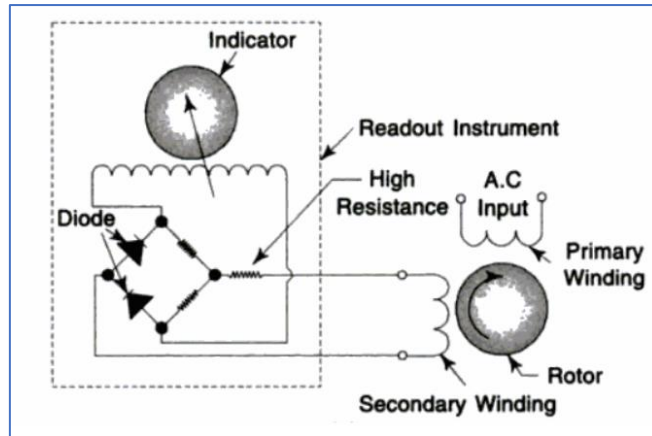 Indicator
Readout Instrument
High
Resistance
A.C
Input
Diode
Primary
Winding
Rotor
Secondary Winding